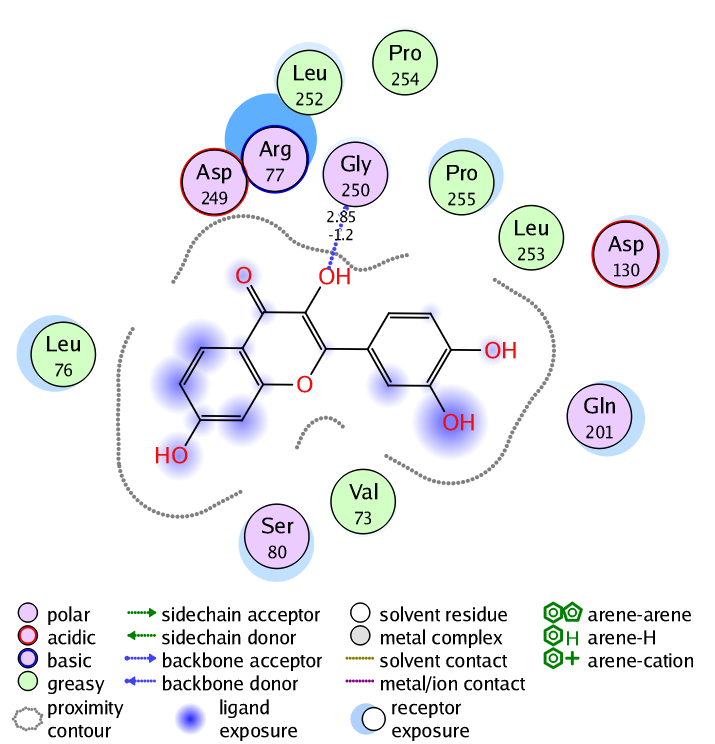 Pro
254
Leu
252
Arg
77
Gly
250
Asp
249
Pro
255
2.85
-1.2
Leu
253
Asp
130
O
OH
Leu
76
OH
O
Gln
201
OH
HO
Val
73
Ser
80
polar
sidechain acceptor
solvent residue
arene-arene
acidic
sidechain donor
metal complex
H
arene-H
basic
backbone acceptor
solvent contact
+
arene-cation
greasy
backbone donor
metal/ion contact
proximity
contour
ligand
exposure
receptor
exposure